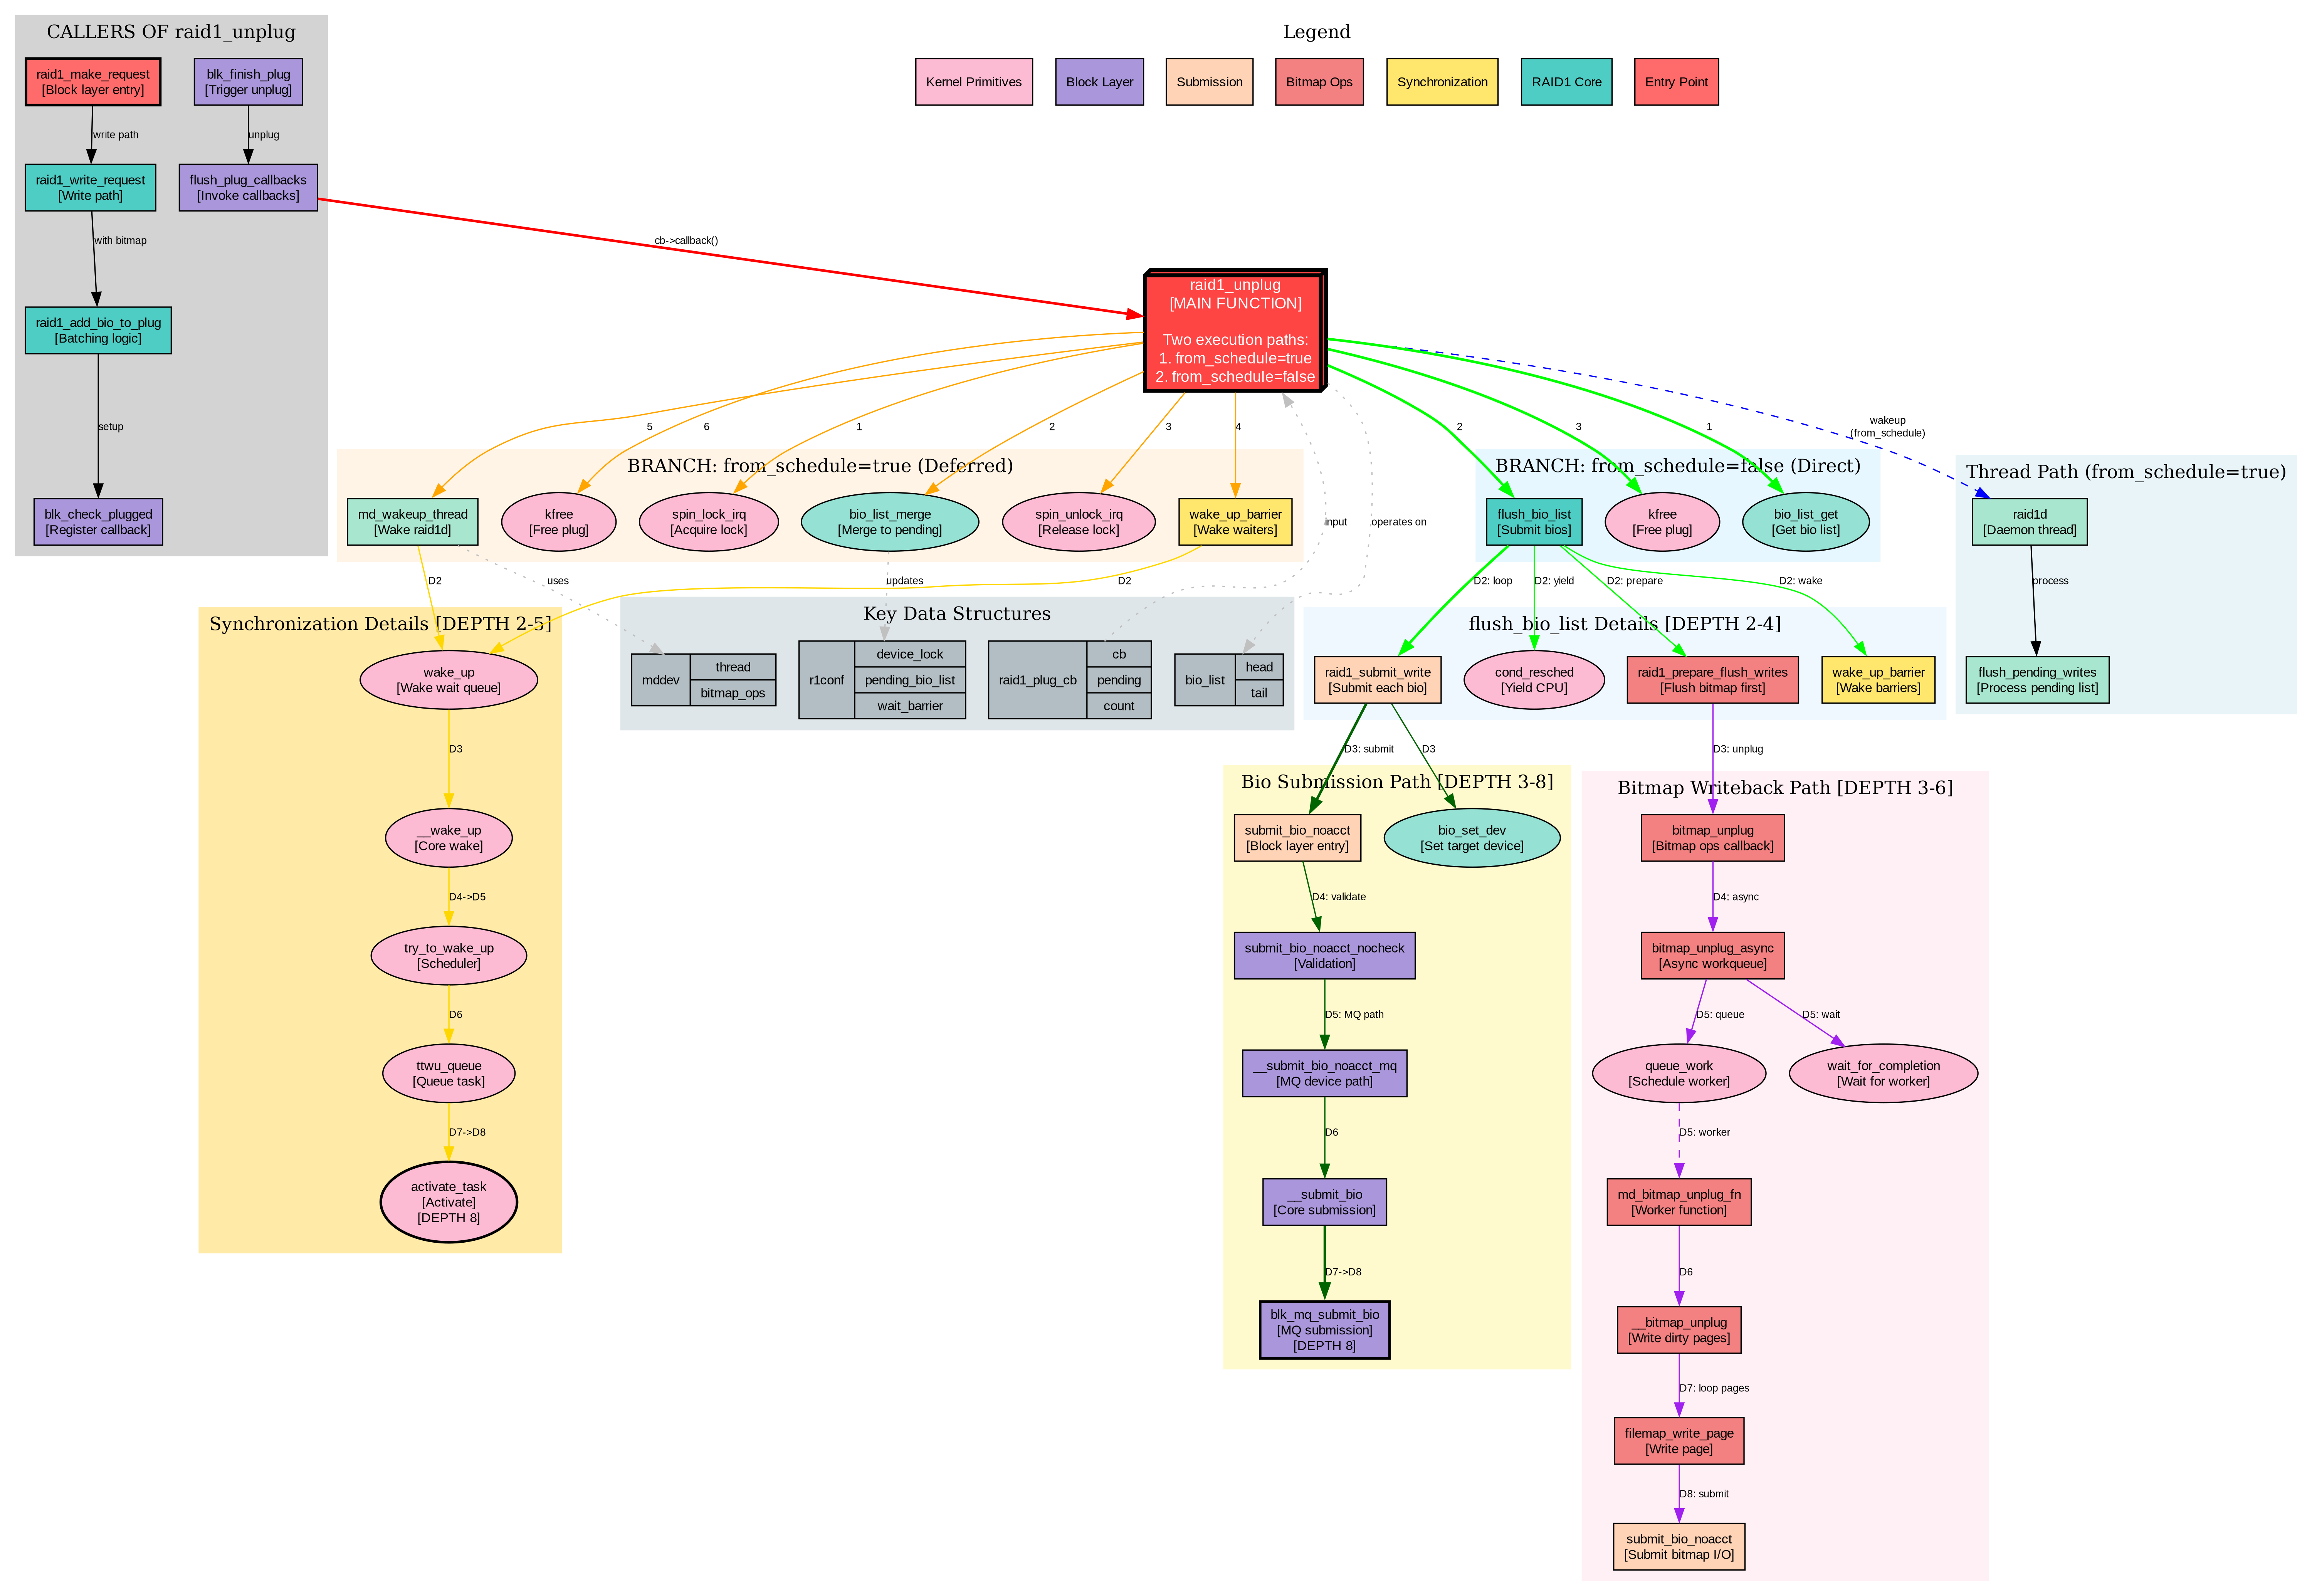 CALLERS OF raid1_unplug
raid1_make_request
[Block layer entry]
blk_finish_plug
[Trigger unplug]
write path
unplug
raid1_write_request
[Write path]
flush_plug_callbacks
[Invoke callbacks]
with bitmap
raid1_add_bio_to_plug
[Batching logic]
setup
blk_check_plugged
[Register callback]
Legend
Kernel Primitives
Block Layer
Submission
Bitmap Ops
Synchronization
RAID1 Core
Entry Point
cb->callback()
raid1_unplug
[MAIN FUNCTION]
Two execution paths:
1. from_schedule=true
2. from_schedule=false
5
6
1
2
3
4
input
operates on
2
3
1
wakeup
(from_schedule)
BRANCH: from_schedule=true (Deferred)
md_wakeup_thread
[Wake raid1d]
kfree
[Free plug]
spin_lock_irq
[Acquire lock]
bio_list_merge
[Merge to pending]
spin_unlock_irq
[Release lock]
wake_up_barrier
[Wake waiters]
BRANCH: from_schedule=false (Direct)
flush_bio_list
[Submit bios]
kfree
[Free plug]
bio_list_get
[Get bio list]
Thread Path (from_schedule=true)
raid1d
[Daemon thread]
process
flush_pending_writes
[Process pending list]
D2
uses
updates
D2
D2: loop
D2: yield
D2: prepare
D2: wake
Synchronization Details [DEPTH 2-5]
wake_up
[Wake wait queue]
D3
__wake_up
[Core wake]
D4->D5
try_to_wake_up
[Scheduler]
D6
ttwu_queue
[Queue task]
D7->D8
activate_task
[Activate]
[DEPTH 8]
Key Data Structures
mddev
thread
bitmap_ops
r1conf
device_lock
pending_bio_list
wait_barrier
raid1_plug_cb
cb
pending
count
bio_list
head
tail
flush_bio_list Details [DEPTH 2-4]
raid1_submit_write
[Submit each bio]
cond_resched
[Yield CPU]
raid1_prepare_flush_writes
[Flush bitmap first]
wake_up_barrier
[Wake barriers]
D3: submit
D3
D3: unplug
Bio Submission Path [DEPTH 3-8]
submit_bio_noacct
[Block layer entry]
bio_set_dev
[Set target device]
D4: validate
submit_bio_noacct_nocheck
[Validation]
D5: MQ path
__submit_bio_noacct_mq
[MQ device path]
D6
__submit_bio
[Core submission]
D7->D8
blk_mq_submit_bio
[MQ submission]
[DEPTH 8]
Bitmap Writeback Path [DEPTH 3-6]
bitmap_unplug
[Bitmap ops callback]
D4: async
bitmap_unplug_async
[Async workqueue]
D5: queue
D5: wait
queue_work
[Schedule worker]
wait_for_completion
[Wait for worker]
D5: worker
md_bitmap_unplug_fn
[Worker function]
D6
__bitmap_unplug
[Write dirty pages]
D7: loop pages
filemap_write_page
[Write page]
D8: submit
submit_bio_noacct
[Submit bitmap I/O]